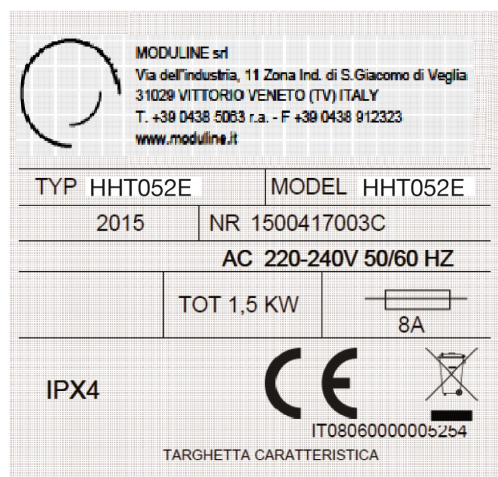 MODULINE srl
Via dell'industria, 11 Zona Ind. di S.Giacomo di Veglia
31029 VITTORIO VENETO (TV) ITALY
T. +39 0438 5063 r.a. - F +39 0438 912323
www.moduline.it
TYP HHT052E MODEL HHT052E
2015 NR 1500417003C
AC 220-240V 50/60 HZ
TOT 1,5 KW
8A
IPX4 CE
IT08060000005254
TARGHETTA CARATTERISTICA